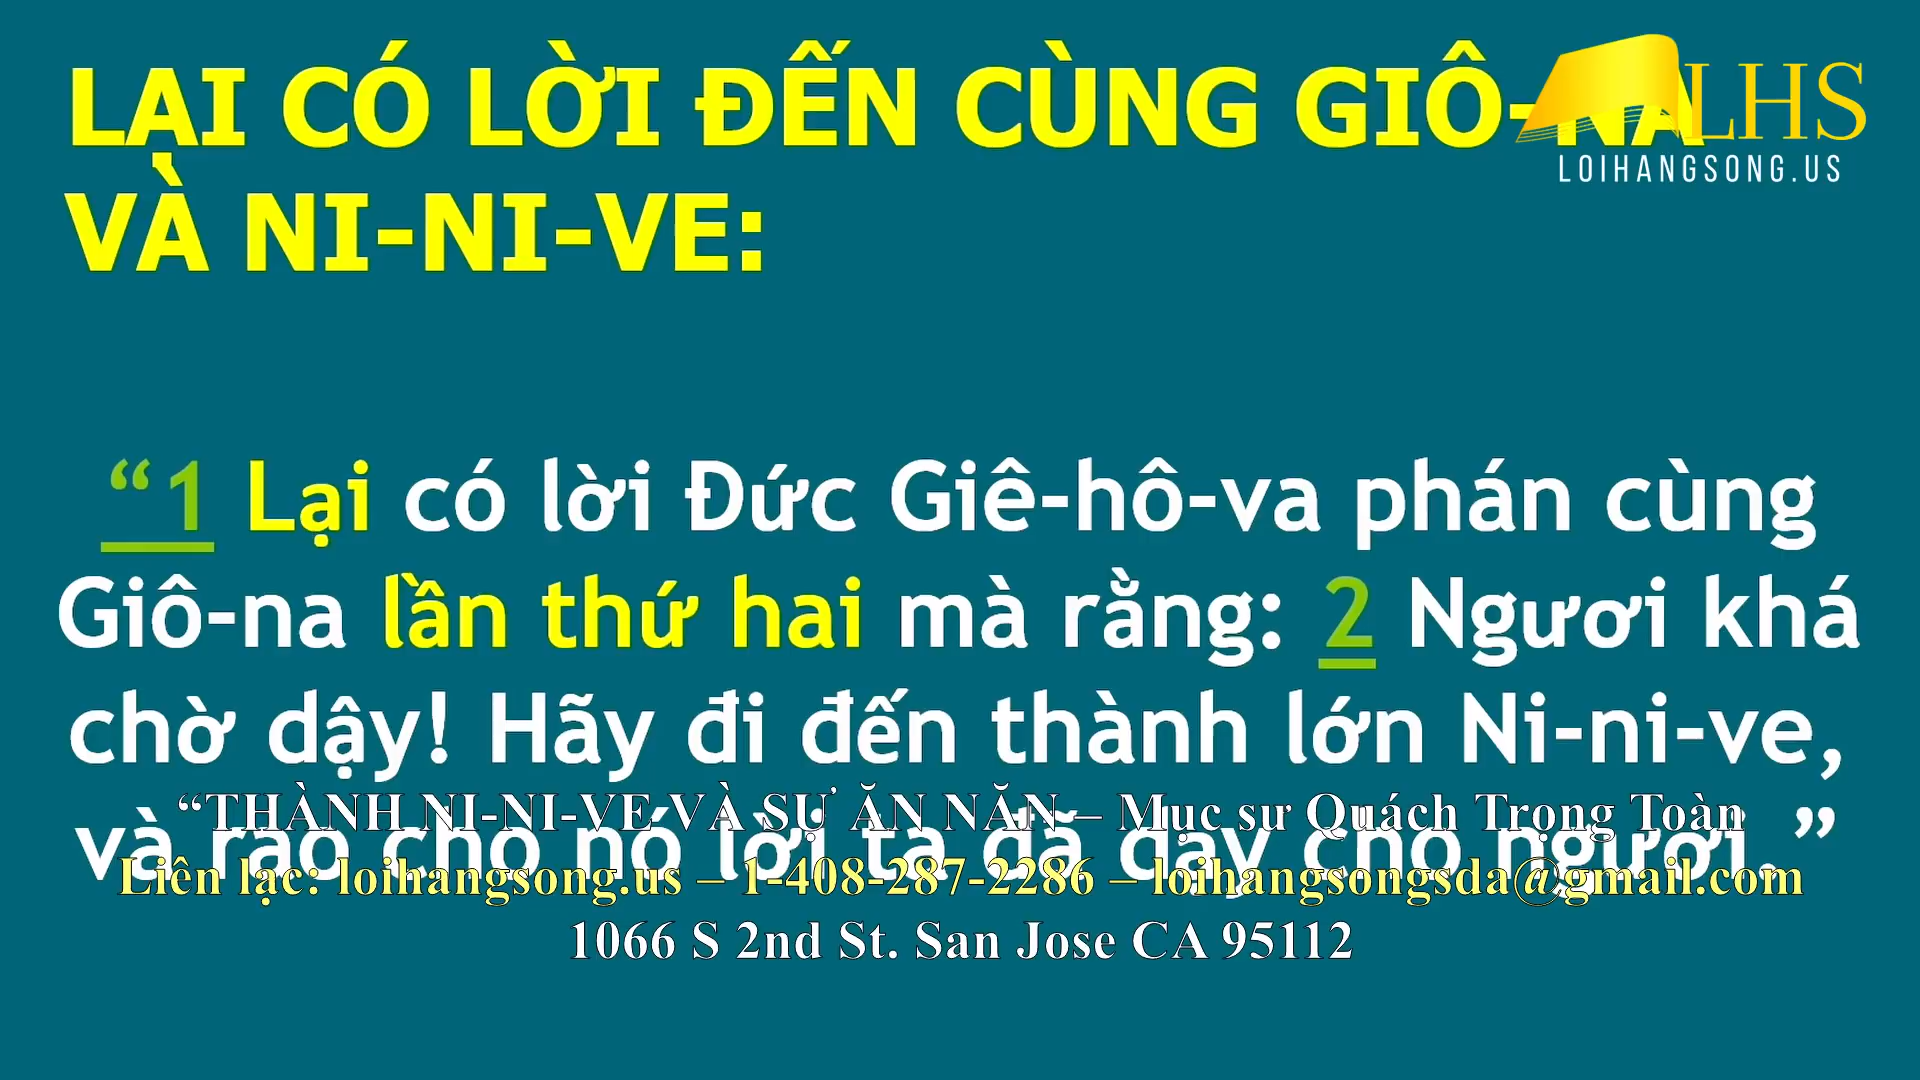 LẠI CÓ LỜI ĐẾN CÙNG GIÔ-NA
VÀ NI-NI-VE:
LHS
LOIHANGSONG.US
“1 Lại có lời Đức Giê-hô-va phán cùng
Giô-na lần thứ hai mà rằng: 2 Ngươi khá
chờ dậy! Hãy đi đến thành lớn Ni-ni-ve,
và rao cho nó lời ta đã dạy cho ngươi.”
“THÀNH NI-NI-VE VÀ SỰ ĂN NĂN – Mục sư Quách Trọng Toàn
Liên lạc: loihangsong.us – 1-408-287-2286 – loihangsongsda@gmail.com
1066 S 2nd St. San Jose CA 95112